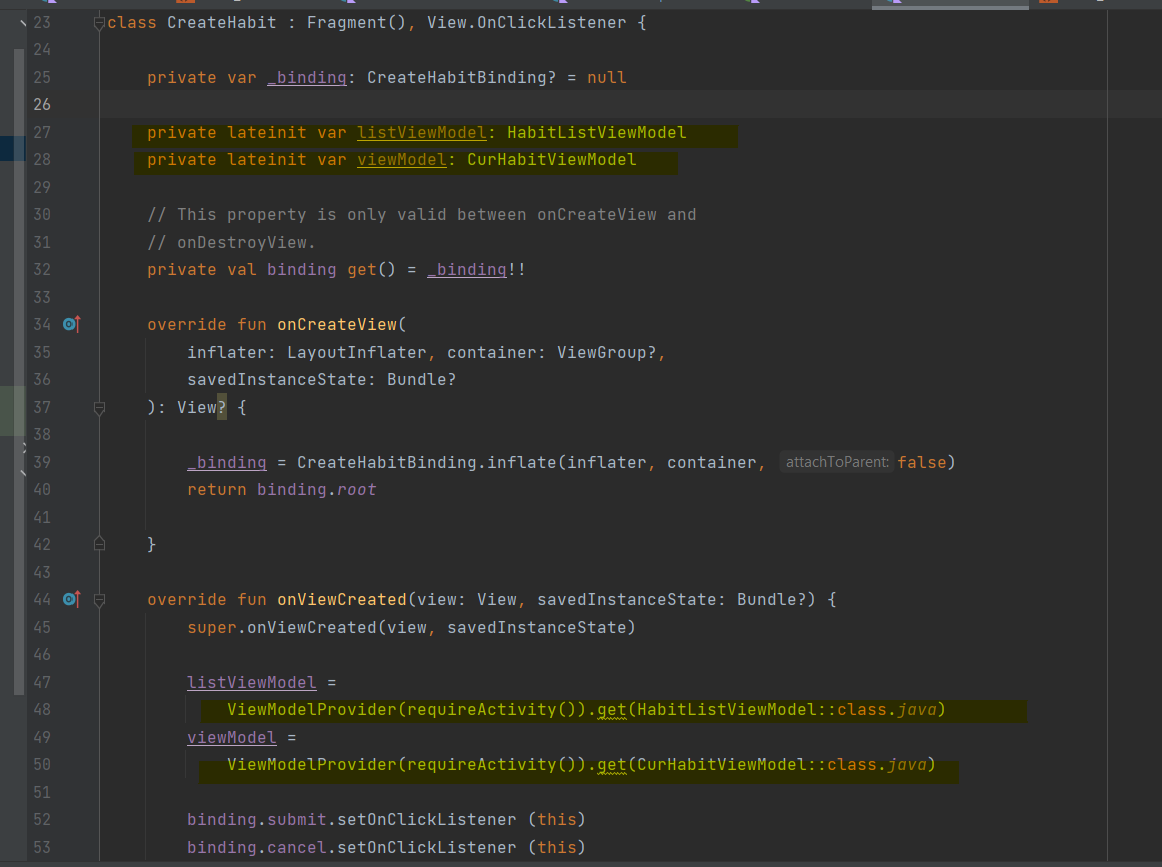 23 class CreateHabit : Fragment(), View.OnClickListener {
24
25 private var _binding: CreateHabitBinding? = null
26
27 private lateinit var listViewModel: HabitListViewModel
28 private lateinit var viewModel: CurHabitViewModel
29
30 // This property is only valid between onCreateView and
31 // onDestroyView.
32 private val binding get() = _binding!!
33
34 override fun onCreateView(
35 inflater: LayoutInflater, container: ViewGroup?,
36 savedInstanceState: Bundle?
37 ): View? {
38
39 _binding = CreateHabitBinding.inflate(inflater, container, attachToParent: false)
40 return binding.root
41
42 }
43
44 override fun onViewCreated(view: View, savedInstanceState: Bundle?) {
45 super.onViewCreated(view, savedInstanceState)
46
47 listViewModel =
48 ViewModelProvider(requireActivity()).get(HabitListViewModel::class.java)
49 viewModel =
50 ViewModelProvider(requireActivity()).get(CurHabitViewModel::class.java)
51
52 binding.submit.setOnClickListener (this)
53 binding.cancel.setOnClickListener (this)